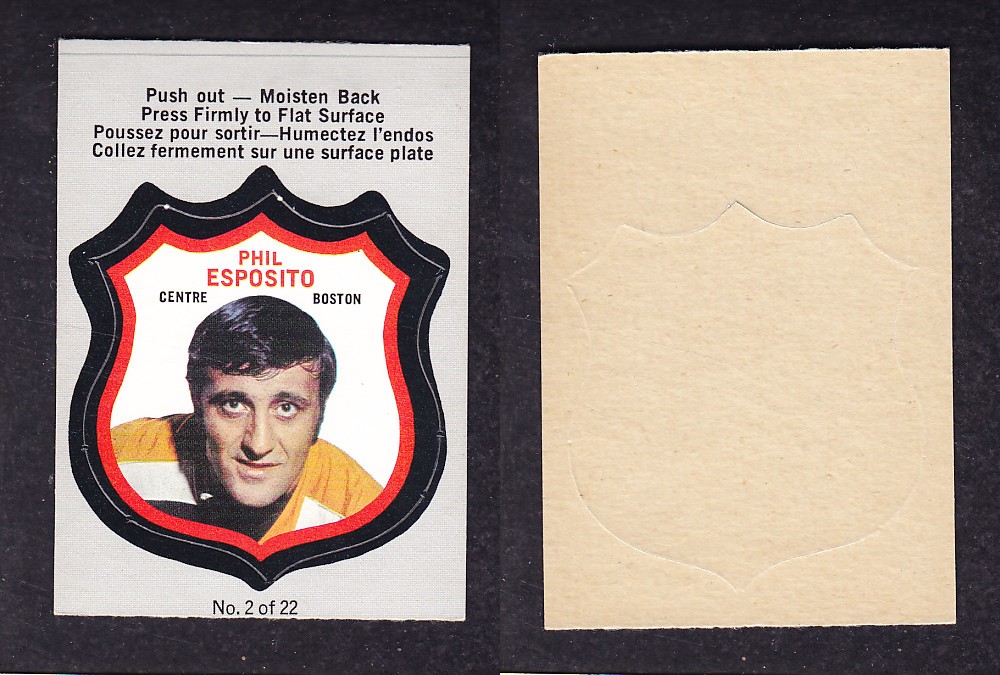 Push out — Moisten Back
Press Firmly to Flat Surface
Poussez pour sortir—Humectez l'endos
Collez fermement sur une surface plate
PHIL
ESPOSITO
CENTRE BOSTON
No. 2 of 22